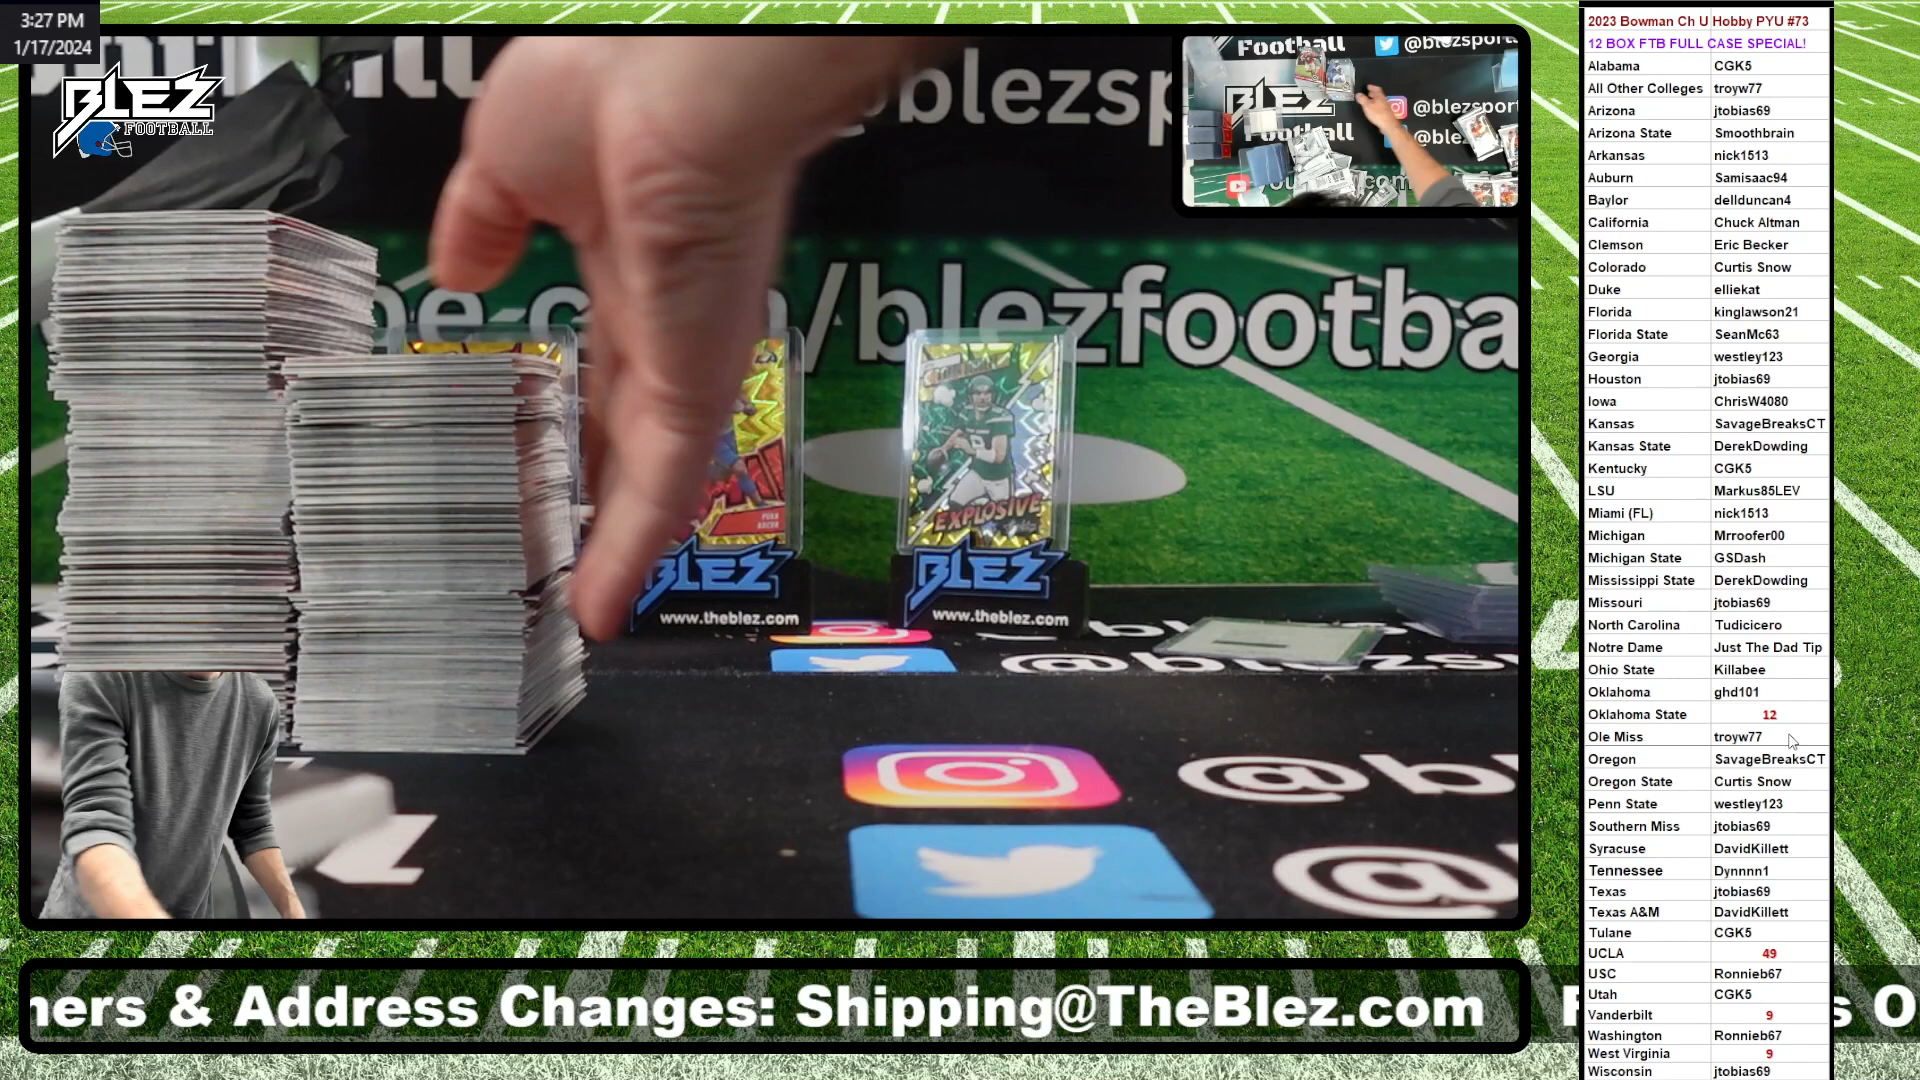 3:27 PM
1/17/2024
BLEZ
FOOTBALL
@blezsp
be.com/blezfootba
Football
@blezsport
BLEZ
Football
@blezsport
@ble
EXPLOSIVE
BLEZ
www.theblez.com
BLEZ
www.theblez.com
@blezs
@b
ners & Address Changes: Shipping@TheBlez.com
s O
2023 Bowman Ch U Hobby PYU #73
12 BOX FTB FULL CASE SPECIAL!
Alabama CGK5
All Other Colleges troyw77
Arizona jtobias69
Arizona State Smoothbrain
Arkansas nick1513
Auburn Samisaac94
Baylor dellduncan4
California Chuck Altman
Clemson Eric Becker
Colorado Curtis Snow
Duke elliekat
Florida kinglawson21
Florida State SeanMc63
Georgia westley123
Houston jtobias69
Iowa ChrisW4080
Kansas SavageBreaksCT
Kansas State DerekDowding
Kentucky CGK5
LSU Markus85LEV
Miami (FL) nick1513
Michigan Mrroofer00
Michigan State GSDash
Mississippi State DerekDowding
Missouri jtobias69
North Carolina Tudicicero
Notre Dame Just The Dad Tip
Ohio State Killabee
Oklahoma ghd101
Oklahoma State 12
Ole Miss troyw77
Oregon SavageBreaksCT
Oregon State Curtis Snow
Penn State westley123
Southern Miss jtobias69
Syracuse DavidKillett
Tennessee Dynnnn1
Texas jtobias69
Texas A&M DavidKillett
Tulane CGK5
UCLA 49
USC Ronnieb67
Utah CGK5
Vanderbilt 9
Washington Ronnieb67
West Virginia 9
Wisconsin jtobias69